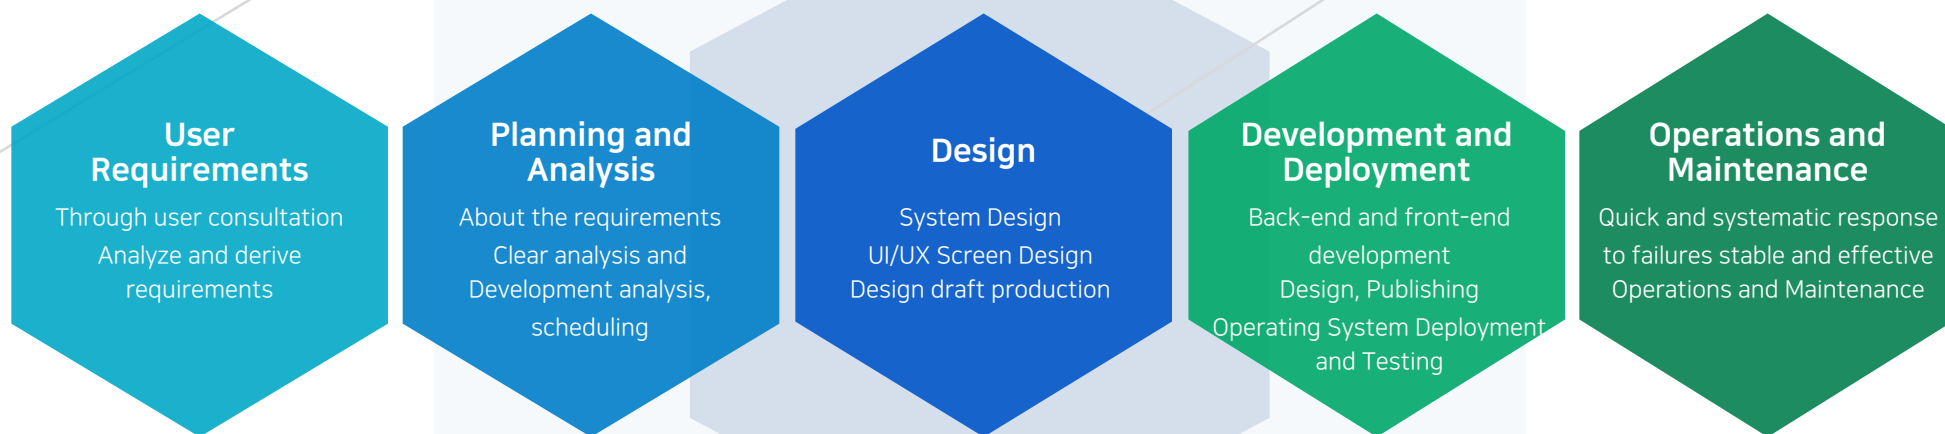 User
Requirements
Through user consultation
Analyze and derive
requirements
Planning and
Analysis
About the requirements
Clear analysis and
Development analysis,
scheduling
Design
System Design
UI/UX Screen Design
Design draft production
Development and
Deployment
Back-end and front-end
development
Design, Publishing
Operating System Deployment
and Testing
Operations and
Maintenance
Quick and systematic response
to failures stable and effective
Operations and Maintenance